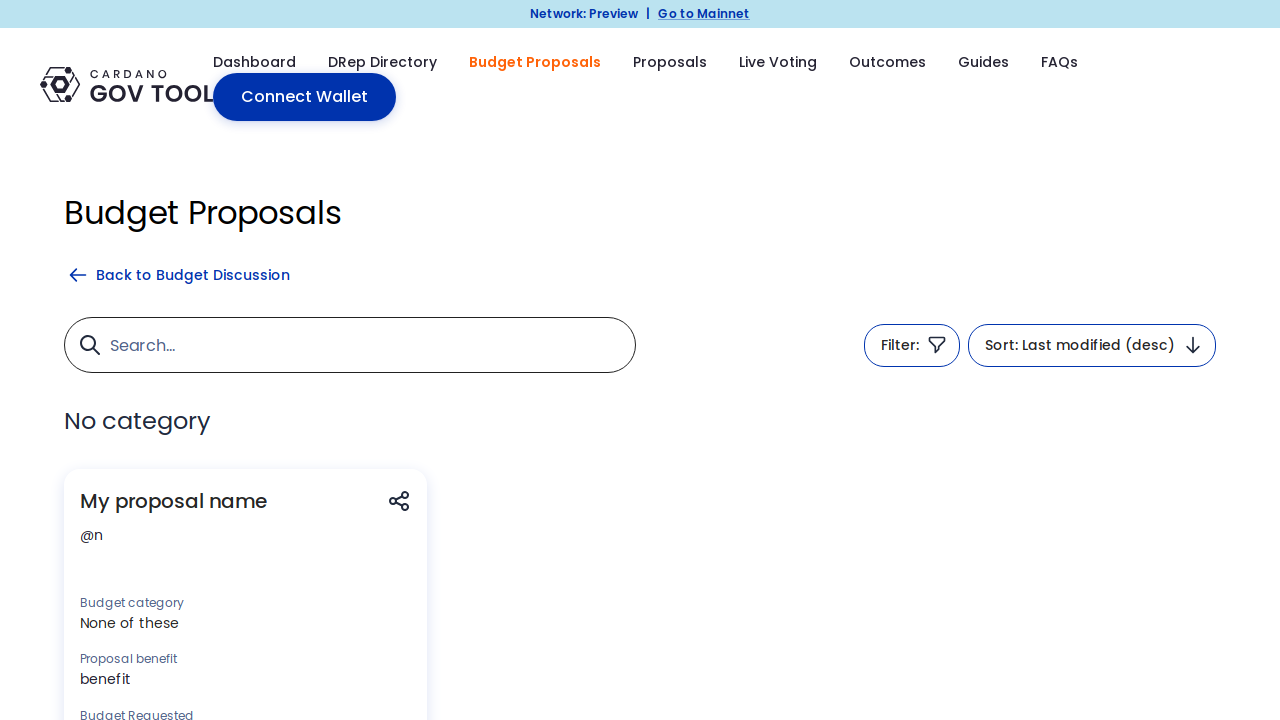 Network: Preview | Go to Mainnet
CARDANO
GOV TOOL
Dashboard DRep Directory Budget Proposals Proposals Live Voting Outcomes Guides FAQs
Connect Wallet
Budget Proposals
Back to Budget Discussion
Search...
Filter:
Sort: Last modified (desc)
No category
My proposal name
@n
Budget category
None of these
Proposal benefit
benefit
Budget Requested